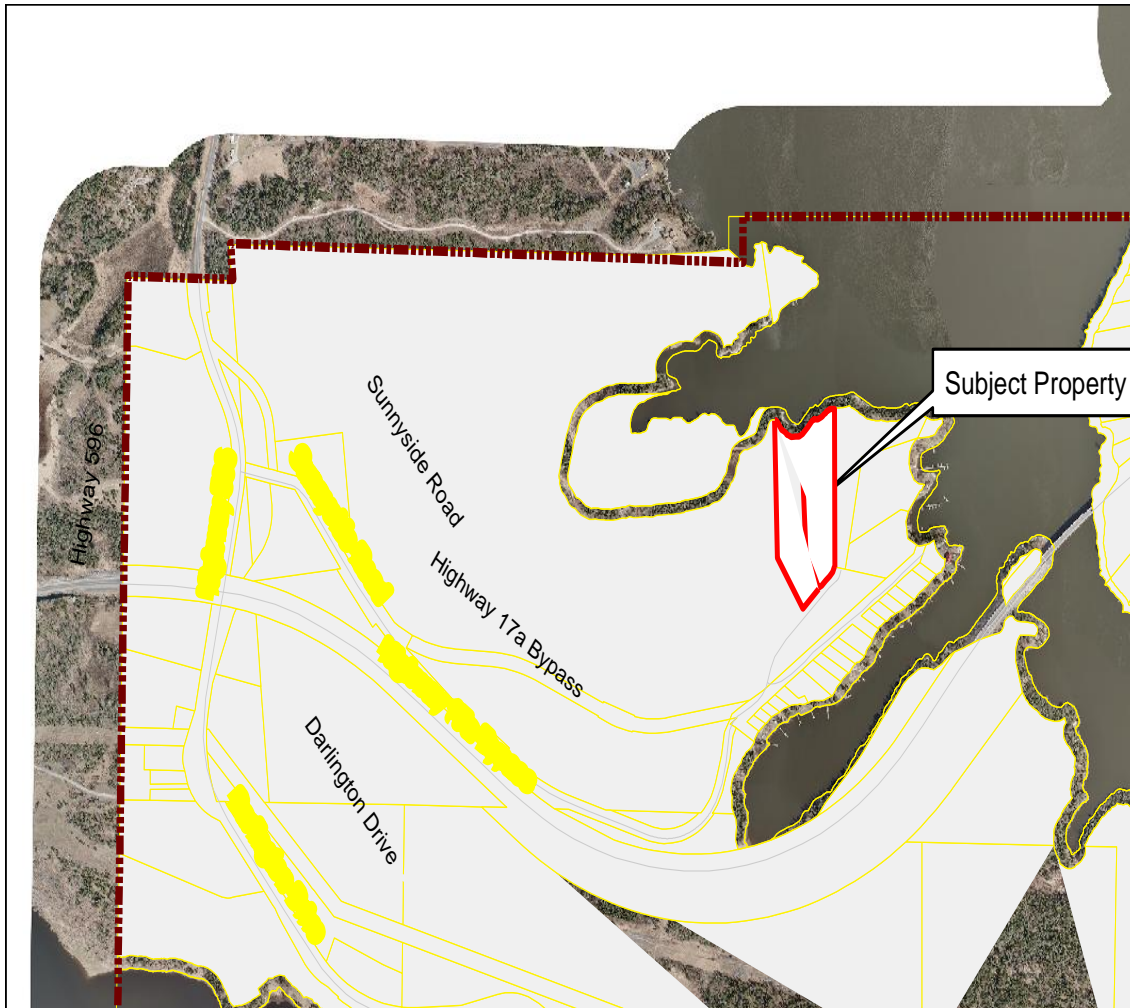 Subject Property
Sunnyside Road
Highway 596
Highway 17a Bypass
Darlington Drive